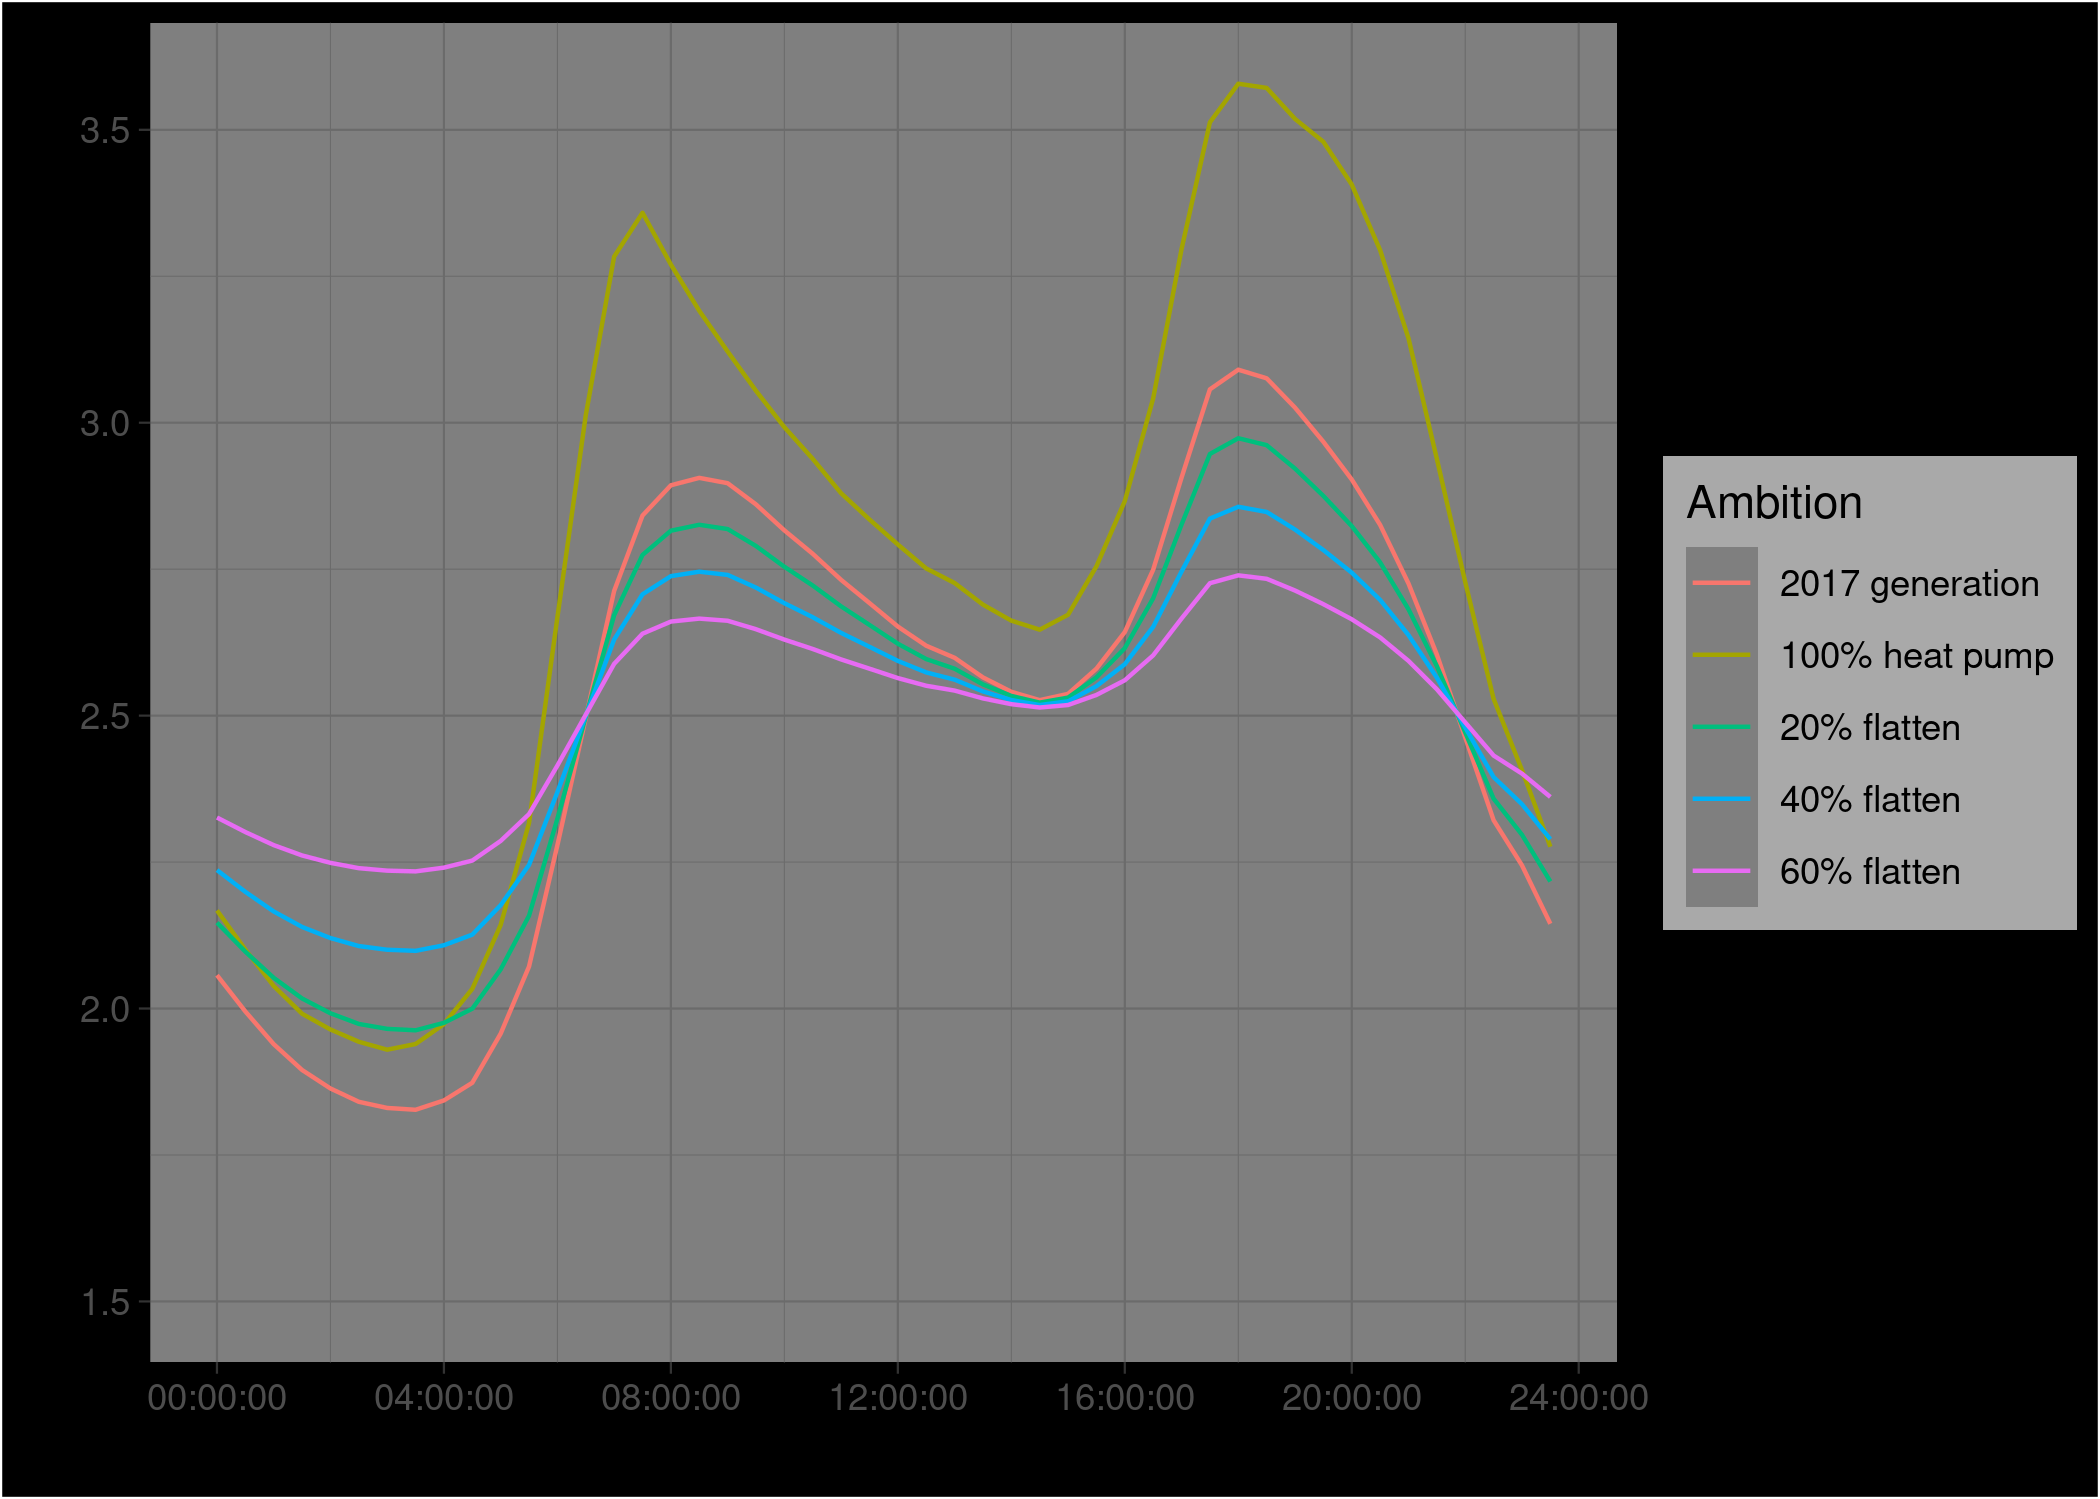 3.5
3.0
2.5
2.0
1.5
00:00:00 04:00:00 08:00:00 12:00:00 16:00:00 20:00:00 24:00:00
Ambition
2017 generation
100% heat pump
20% flatten
40% flatten
60% flatten